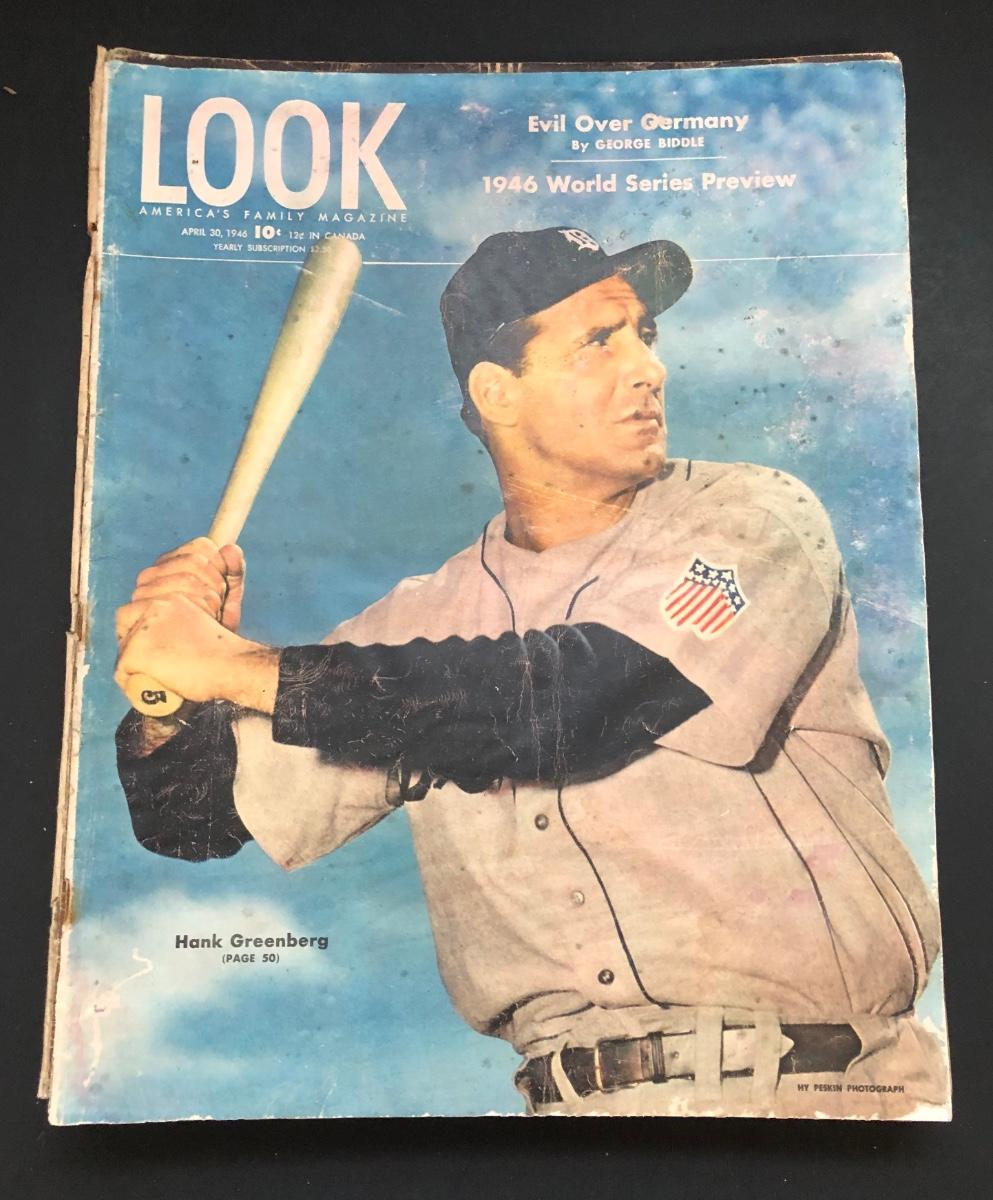 LOOK
AMERICA'S FAMILY MAGAZINE
APRIL 30, 1946 10¢ 12¢ IN CANADA
YEARLY SUBSCRIPTION
Evil Over Germany
By GEORGE BIDDLE
1946 World Series Preview
5
Hank Greenberg
(PAGE 50)
HY PESKIN PHOTOGRAPH